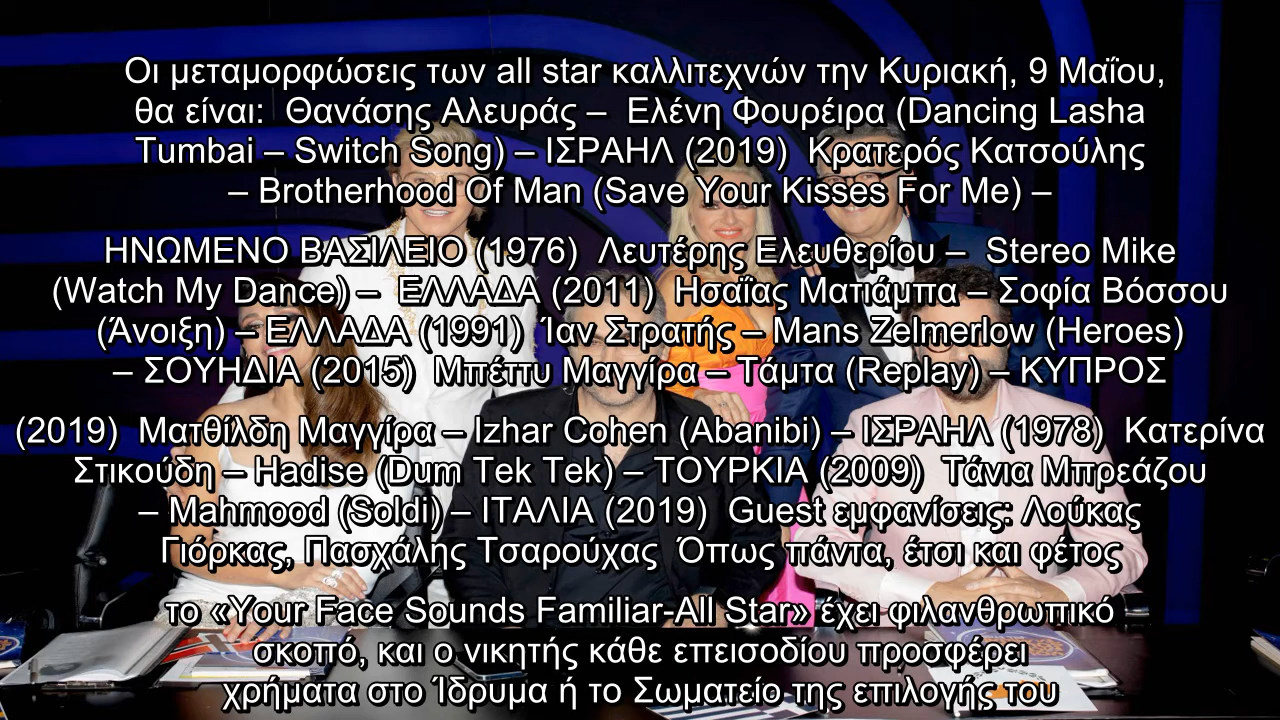 Οι μεταμορφώσεις των all star καλλιτεχνών την Κυριακή, 9 Μαΐου,
θα είναι:  Θανάσης Αλευράς –  Ελένη Φουρέιρα (Dancing Lasha
Tumbai – Switch Song) – ΙΣΡΑΗΛ (2019)  Κρατερός Κατσούλης
– Brotherhood Of Man (Save Your Kisses For Me) –
ΗΝΩΜΕΝΟ ΒΑΣΙΛΕΙΟ (1976)  Λευτέρης Ελευθερίου –  Stereo Mike
(Watch My Dance) –  ΕΛΛΑΔΑ (2011)  Ησαΐας Ματιάμπα – Σοφία Βόσσου
(Άνοιξη) – ΕΛΛΑΔΑ (1991)  Ίαν Στρατής – Mans Zelmerlow (Heroes)
– ΣΟΥΗΔΙΑ (2015)  Μπέττυ Μαγγίρα – Τάμτα (Replay) – ΚΥΠΡΟΣ
(2019)  Ματθίλδη Μαγγίρα – Izhar Cohen (Abanibi) – ΙΣΡΑΗΛ (1978)  Κατερίνα
Στικούδη – Hadise (Dum Tek Tek) – ΤΟΥΡΚΙΑ (2009)  Τάνια Μπρεάζου
– Mahmood (Soldi) – ΙΤΑΛΙΑ (2019)  Guest εμφανίσεις: Λούκας
Γιόρκας, Πασχάλης Τσαρούχας  Όπως πάντα, έτσι και φέτος
το «Your Face Sounds Familiar-All Star» έχει φιλανθρωπικό
σκοπό, και ο νικητής κάθε επεισοδίου προσφέρει
χρήματα στο Ίδρυμα ή το Σωματείο της επιλογής του